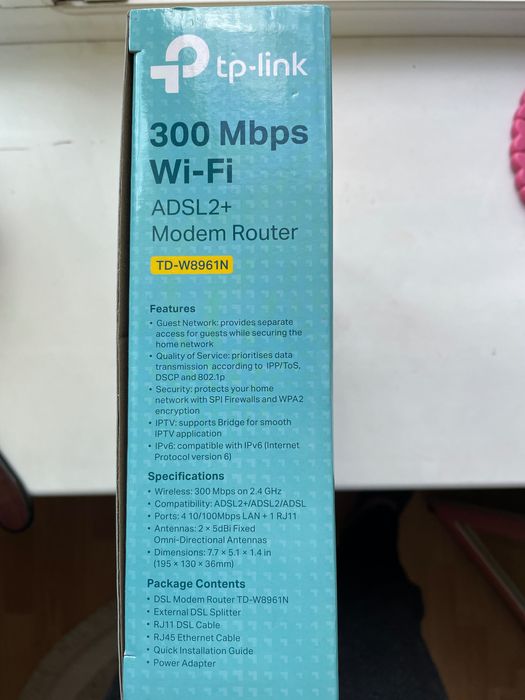 tp-link
300 Mbps
Wi-Fi
ADSL2+
Modem Router
TD-W8961N
Features
• Guest Network: provides separate
access for guests while securing the
home network
• Quality of Service: prioritises data
transmission according to IPP/ToS,
DSCP and 802.1p
• Security: protects your home
network with SPI Firewalls and WPA2
encryption
• IPTV: supports Bridge for smooth
IPTV application
• IPv6: compatible with IPv6 (Internet
Protocol version 6)
Specifications
• Wireless: 300 Mbps on 2.4 GHz
• Compatibility: ADSL2+/ADSL2/ADSL
• Ports: 4 10/100Mbps LAN + 1 RJ11
• Antennas: 2 × 5dBi Fixed
Omni-Directional Antennas
• Dimensions: 7.7 × 5.1 × 1.4 in
(195 × 130 × 36mm)
Package Contents
• DSL Modem Router TD-W8961N
• External DSL Splitter
• RJ11 DSL Cable
• RJ45 Ethernet Cable
• Quick Installation Guide
• Power Adapter